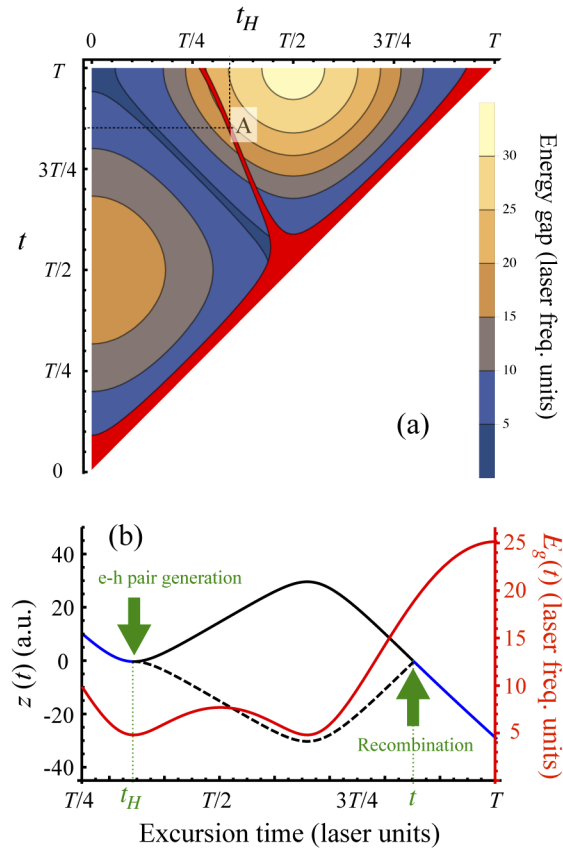 t_H
0 T/4 T/2 3T/4 T
T
3T/4
t
T/2
T/4
0
A
30
25
20
15
10
5
Energy gap (laser freq. units)
(a)
(b)
40
20
0
-20
-40
z (t) (a.u.)
e-h pair generation
Recombination
25
20
15
10
5
0
E_g(t) (laser freq. units)
T/4 t_H T/2 3T/4 t T
Excursion time (laser units)